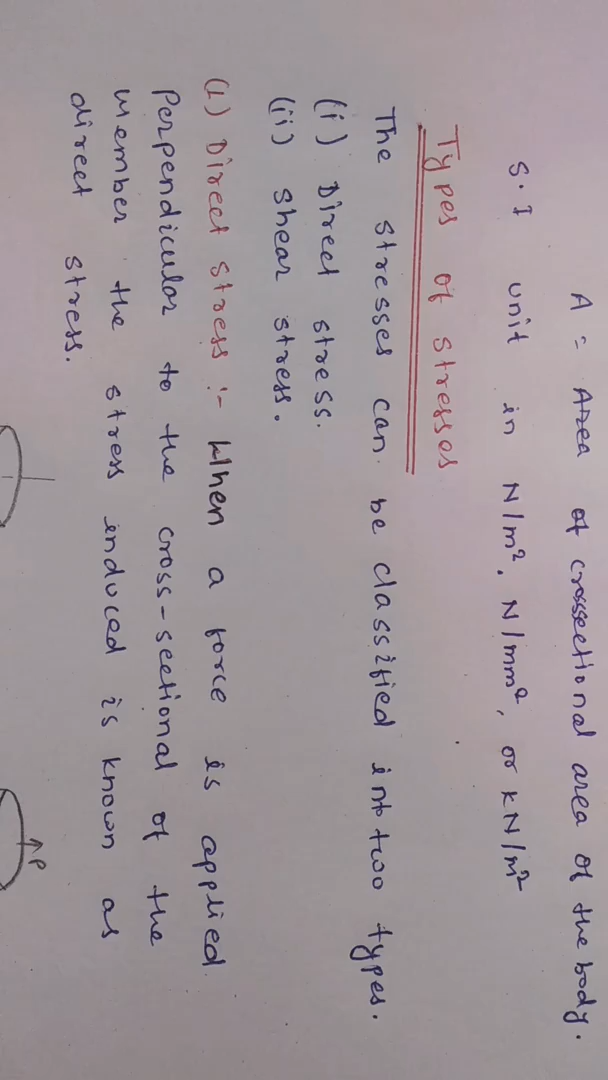 A = Area of crossectional area of the body.
S.I unit in N/m², N/mm², or KN/m²
Types of stresses
The stresses can be classified into two types.
(i) Direct stress.
(ii) shear stress.
(1) Direct stress :- When a force is applied
Perpendicular to the cross-sectional of the
member the stress induced is known as
direct stress.
P